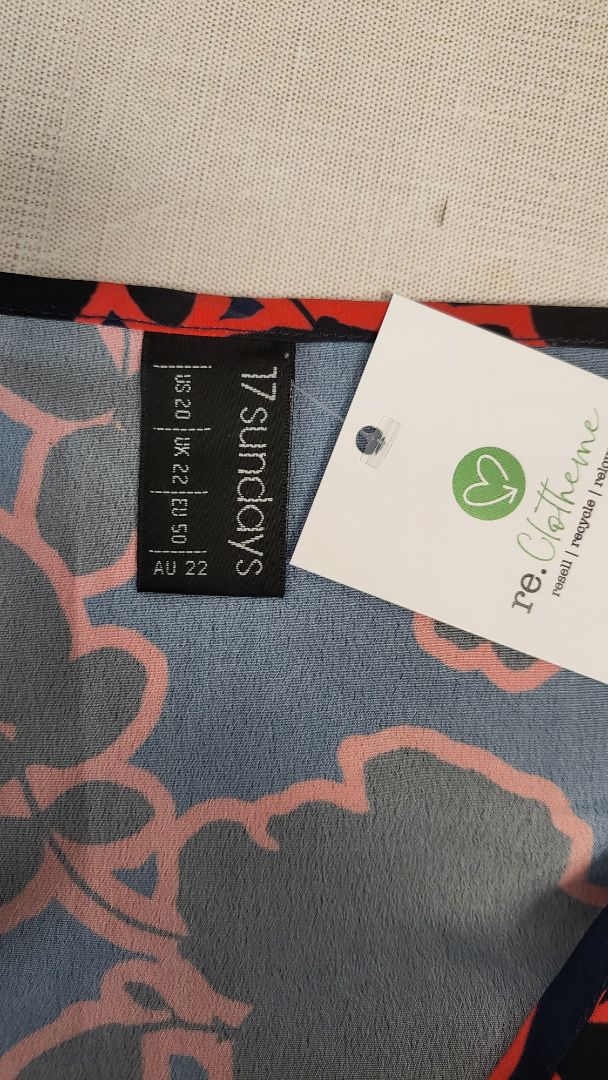 17 sundays
US 20
UK 22
EU 50
AU 22
re.Clotheme
resell | recycle |